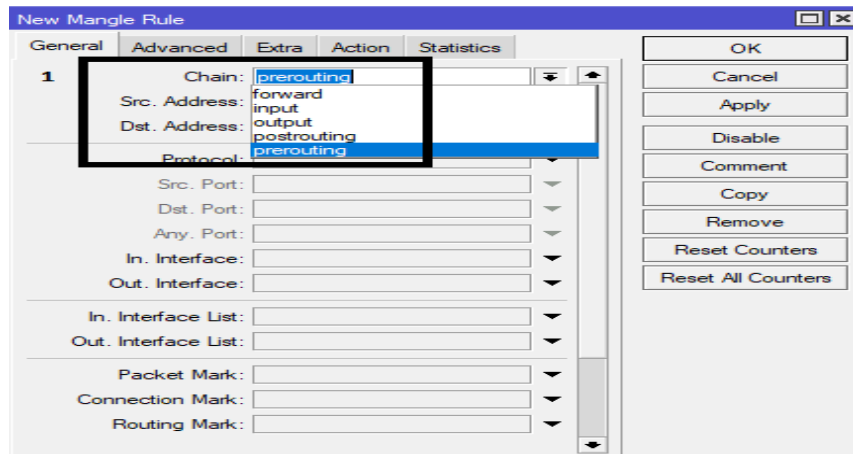 New Mangle Rule
General Advanced Extra Action Statistics
1
Chain: prerouting
forward
input
output
postrouting
prerouting
Src. Address:
Dst. Address:
Protocol:
Src. Port:
Dst. Port:
Any. Port:
In. Interface:
Out. Interface:
In. Interface List:
Out. Interface List:
Packet Mark:
Connection Mark:
Routing Mark:
OK
Cancel
Apply
Disable
Comment
Copy
Remove
Reset Counters
Reset All Counters